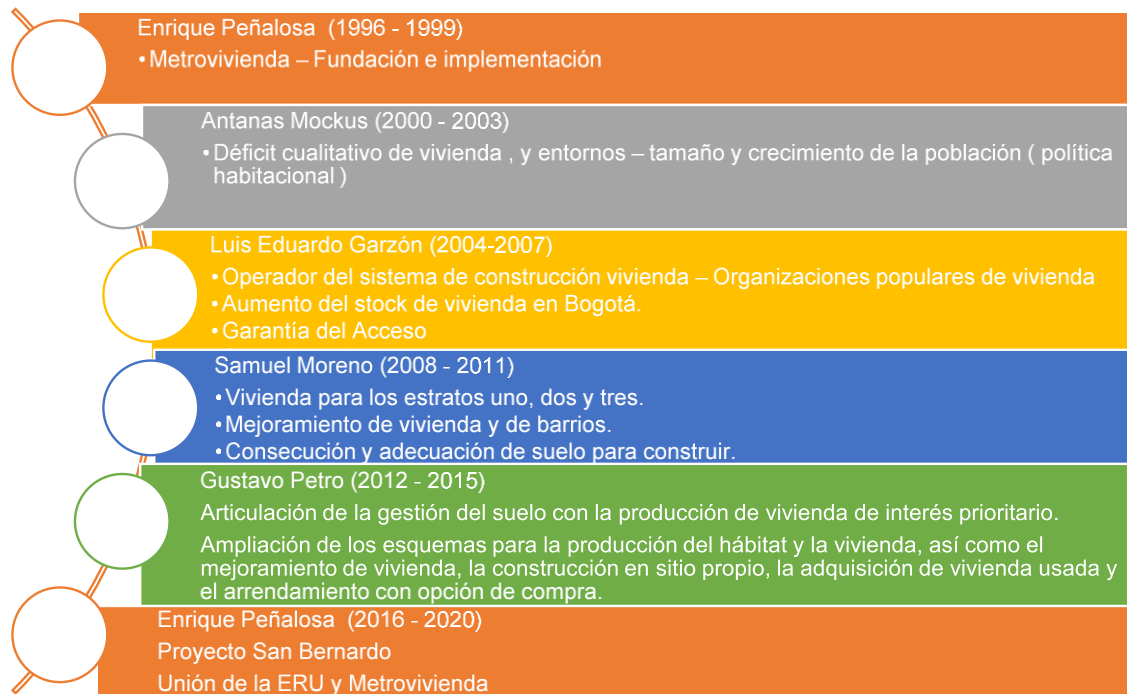 Enrique Peñalosa (1996 - 1999)
• Metrovivienda – Fundación e implementación
Antanas Mockus (2000 - 2003)
• Déficit cualitativo de vivienda , y entornos – tamaño y crecimiento de la población ( política
habitacional )
Luis Eduardo Garzón (2004-2007)
• Operador del sistema de construcción vivienda – Organizaciones populares de vivienda
• Aumento del stock de vivienda en Bogotá.
• Garantía del Acceso
Samuel Moreno (2008 - 2011)
• Vivienda para los estratos uno, dos y tres.
• Mejoramiento de vivienda y de barrios.
• Consecución y adecuación de suelo para construir.
Gustavo Petro (2012 - 2015)
Articulación de la gestión del suelo con la producción de vivienda de interés prioritario.
Ampliación de los esquemas para la producción del hábitat y la vivienda, así como el
mejoramiento de vivienda, la construcción en sitio propio, la adquisición de vivienda usada y
el arrendamiento con opción de compra.
Enrique Peñalosa (2016 - 2020)
Proyecto San Bernardo
Unión de la ERU y Metrovivienda